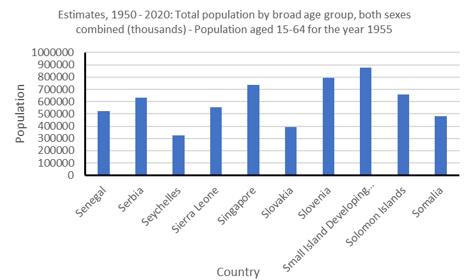 Estimates, 1950 - 2020: Total population by broad age group, both sexes
combined (thousands) - Population aged 15-64 for the year 1955
Population
1000000
900000
800000
700000
600000
500000
400000
300000
200000
100000
0
Senegal
Serbia
Seychelles
Sierra Leone
Singapore
Slovakia
Slovenia
Small Island Developing...
Solomon Islands
Somalia
Country